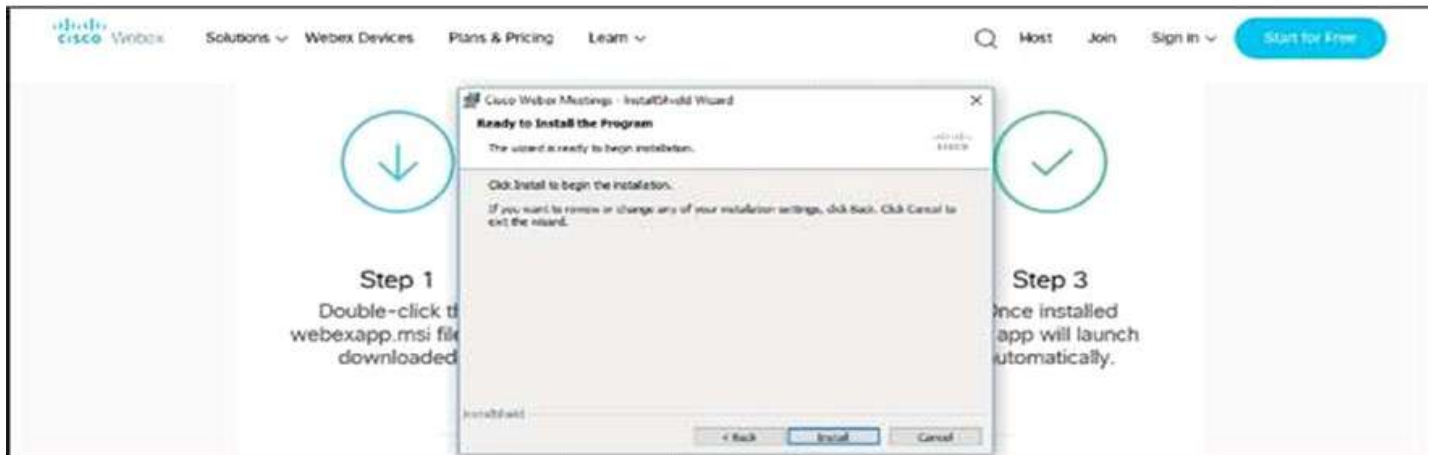 CISCO Webex
Solutions Webex Devices Plans & Pricing Learn Host Join Sign in Start for Free
Cisco Webex Meetings - InstallShield Wizard
Ready to Install the Program
The wizard is ready to begin installation.
Click Install to begin the installation.
If you want to review or change any of your installation settings, click Back. Click Cancel to
exit the wizard.
Step 1
Double-click th
webexapp.msi file
downloaded
Step 3
Once installed
app will launch
utomatically.
InstallShield
< Back Install Cancel